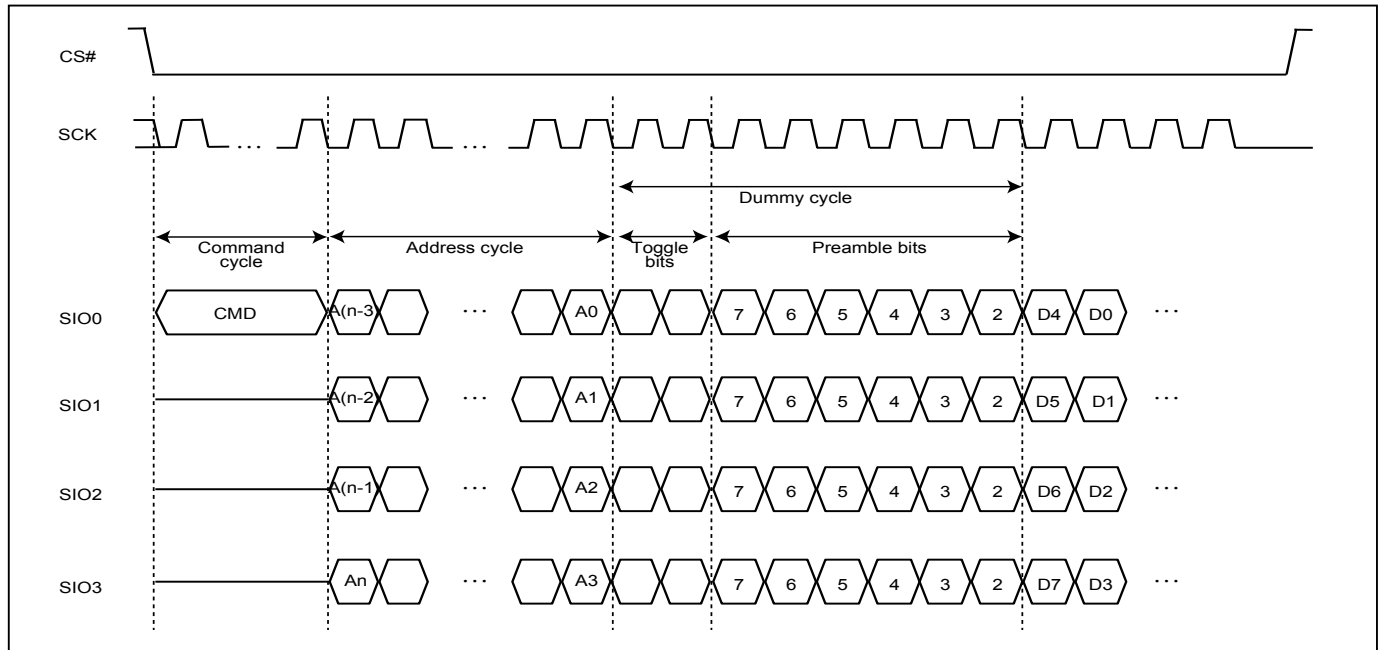 CS#
SCK
...
...
Dummy cycle
Command cycle
Address cycle
Toggle bits
Preamble bits
SIO0
CMD
A(n-3)
...
A0
7 6 5 4 3 2
D4 D0
...
SIO1
A(n-2)
...
A1
7 6 5 4 3 2
D5 D1
...
SIO2
A(n-1)
...
A2
7 6 5 4 3 2
D6 D2
...
SIO3
An
...
A3
7 6 5 4 3 2
D7 D3
...